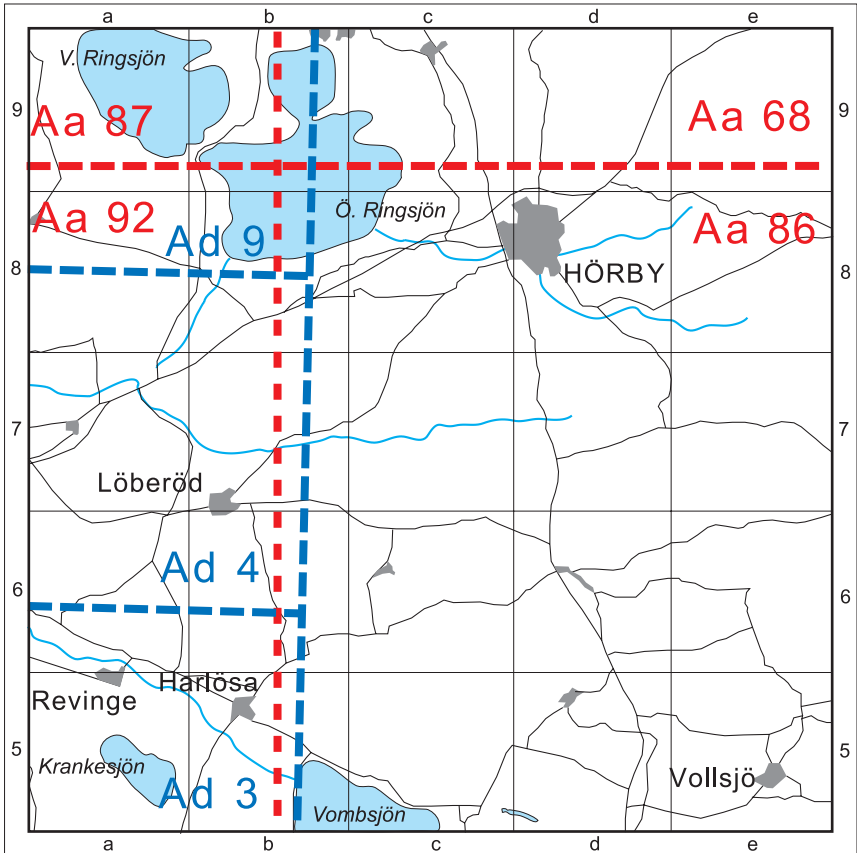 a b c d e
V. Ringsjön
9 9
Aa 87 Aa 68
Aa 92 Ö. Ringsjön Aa 86
Ad 9
8 HÖRBY 8
7 7
Löberöd
Ad 4
6 6
Revinge Harlösa
5 5
Krankesjön Vollsjö
Ad 3 Vombsjön
a b c d e